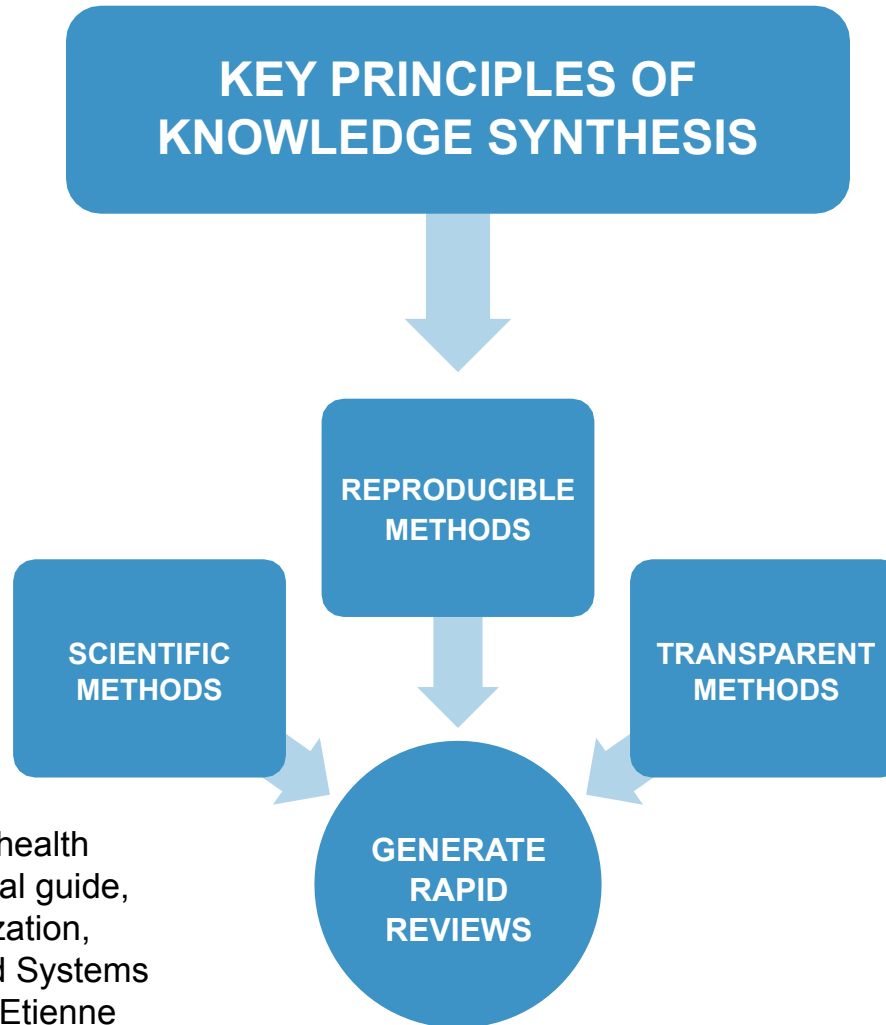 KEY PRINCIPLES OF
KNOWLEDGE SYNTHESIS
REPRODUCIBLE
METHODS
SCIENTIFIC
METHODS
TRANSPARENT
METHODS
GENERATE
RAPID
REVIEWS
health
al guide,
zation,
d Systems
Etienne